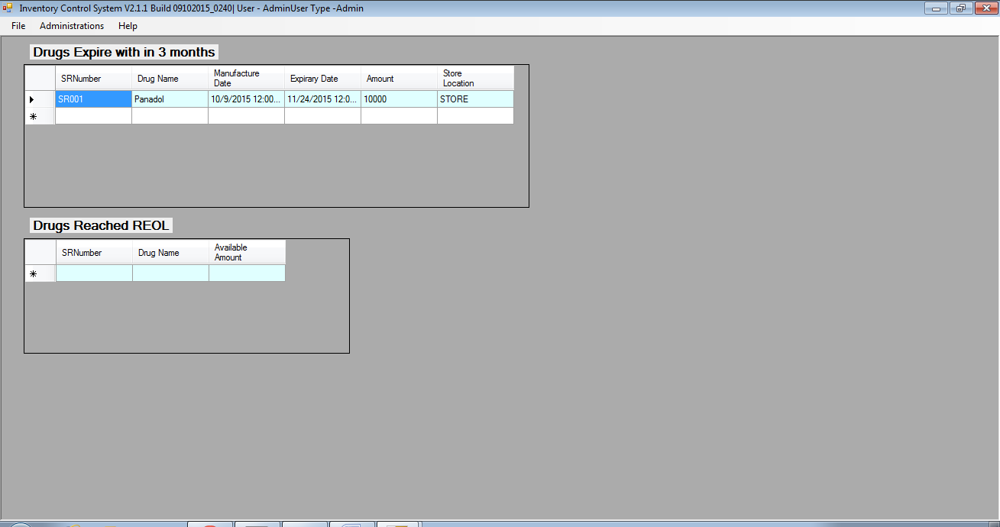 Inventory Control System V2.1.1 Build 09102015_0240| User - AdminUser Type -Admin
File Administrations Help
Drugs Expire with in 3 months
SRNumber Drug Name Manufacture Date Expirary Date Amount Store Location
SR001 Panadol 10/9/2015 12:00... 11/24/2015 12:0... 10000 STORE
Drugs Reached REOL
SRNumber Drug Name Available Amount